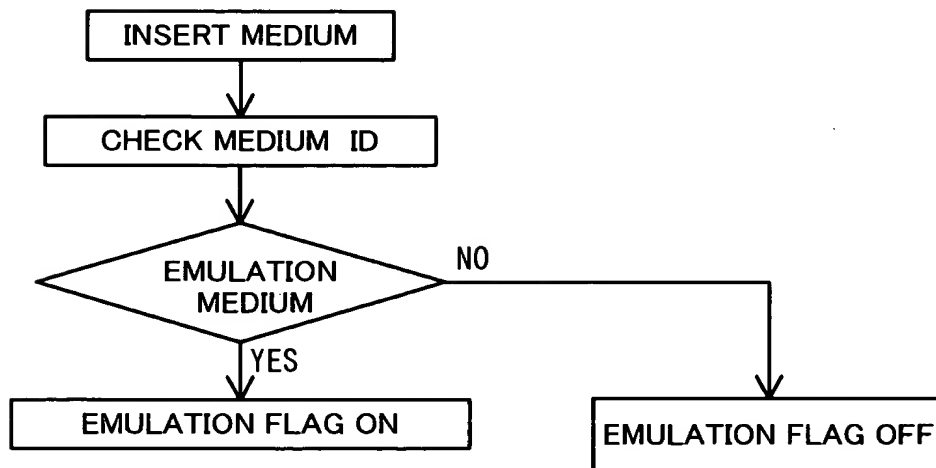 INSERT MEDIUM
CHECK MEDIUM ID
EMULATION
MEDIUM
NO
YES
EMULATION FLAG ON
EMULATION FLAG OFF